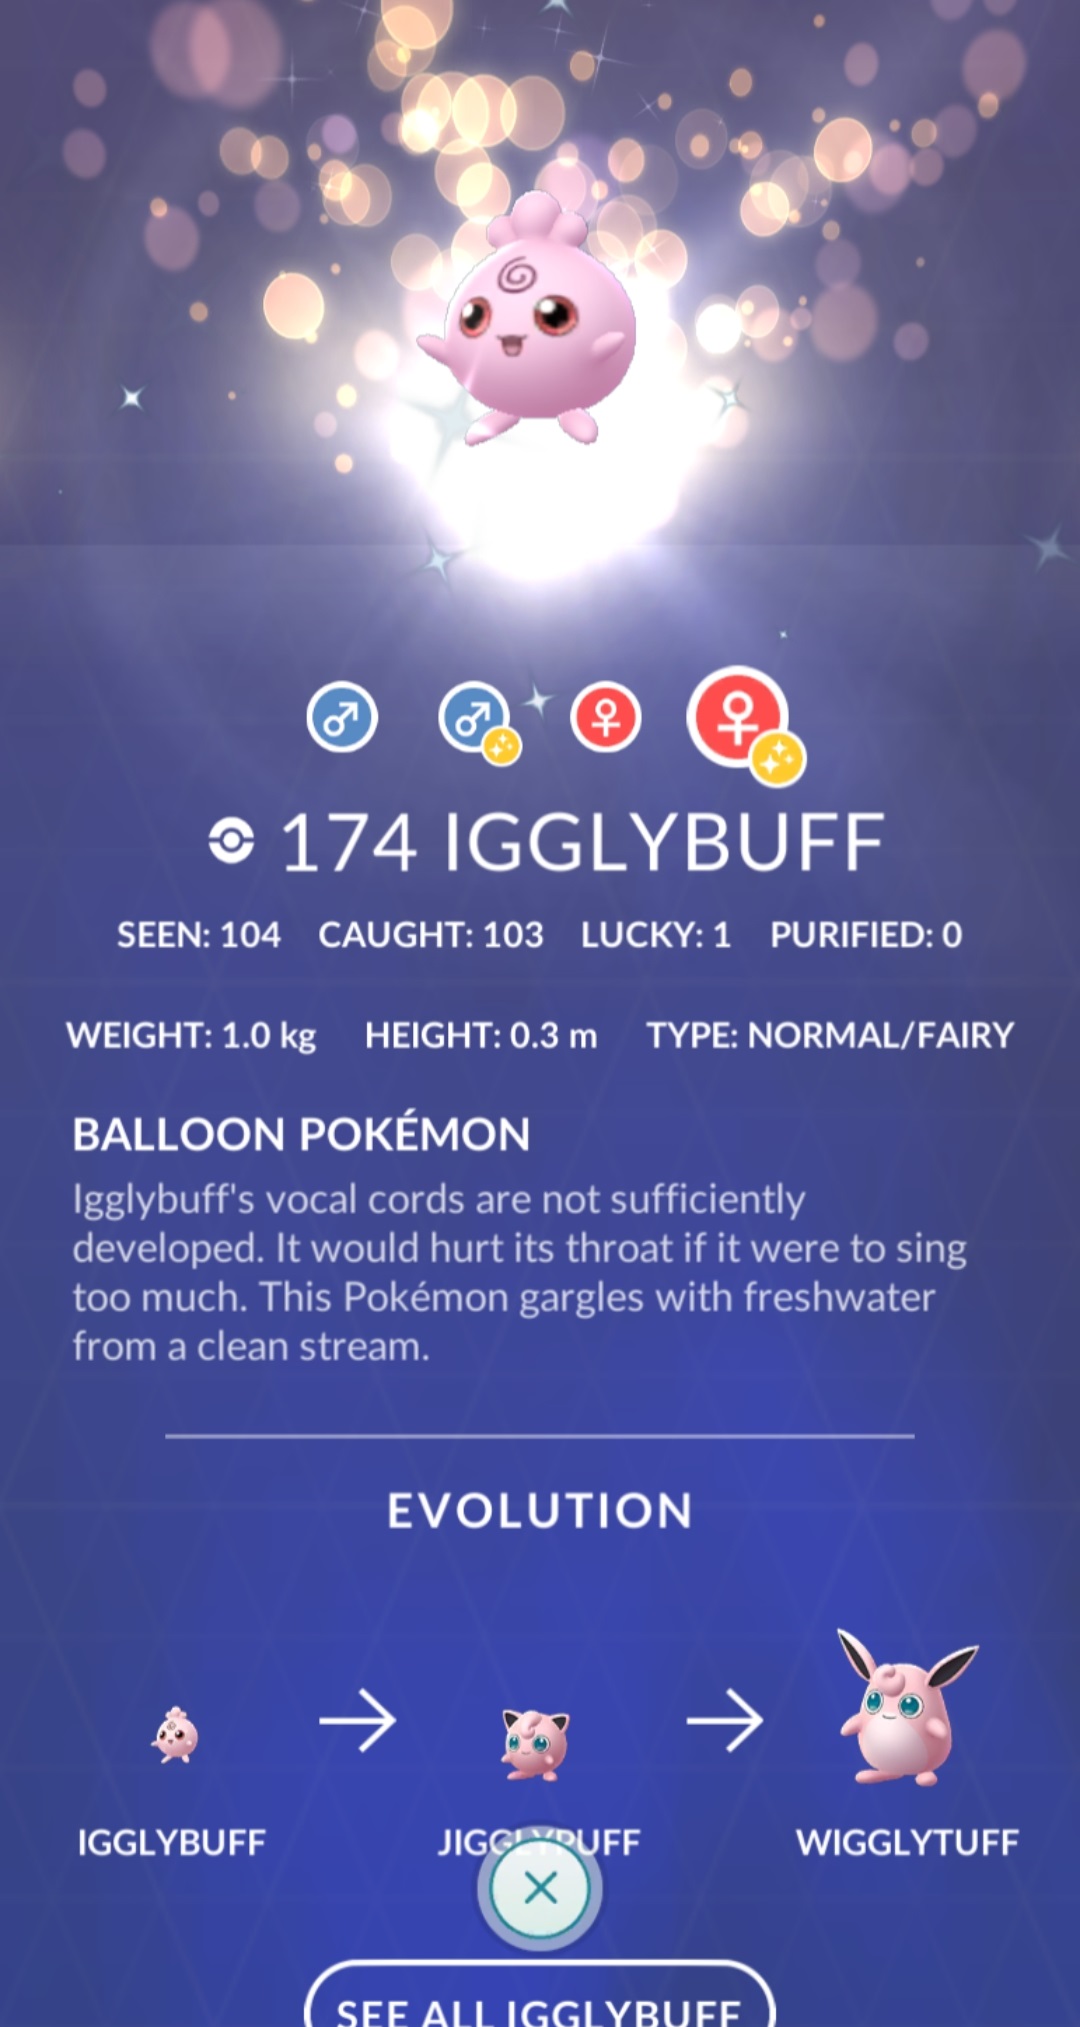 174 IGGLYBUFF
SEEN: 104 CAUGHT: 103 LUCKY: 1 PURIFIED: 0
WEIGHT: 1.0 kg HEIGHT: 0.3 m TYPE: NORMAL/FAIRY
BALLOON POKÉMON
Igglybuff's vocal cords are not sufficiently
developed. It would hurt its throat if it were to sing
too much. This Pokémon gargles with freshwater
from a clean stream.
EVOLUTION
IGGLYBUFF JIGGLYPUFF WIGGLYTUFF
SEE ALL IGGLYBUFF